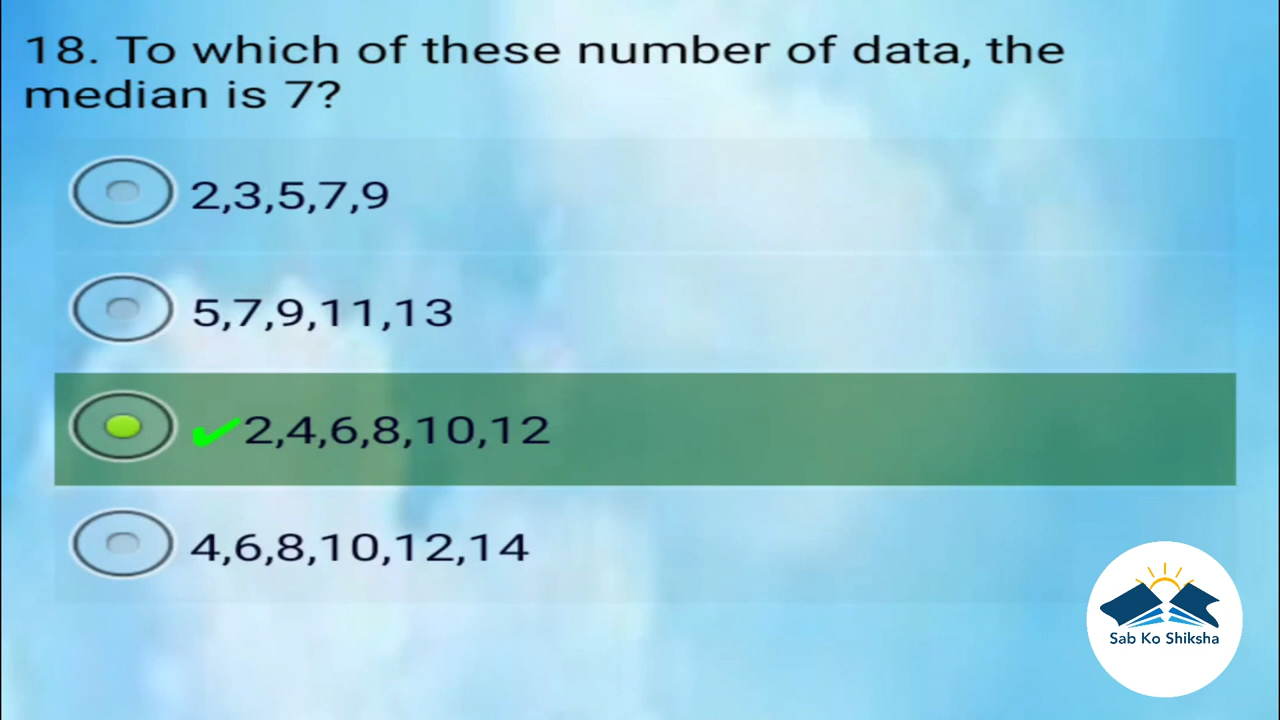 18. To which of these number of data, the
median is 7?
2,3,5,7,9
5,7,9,11,13
✔2,4,6,8,10,12
4,6,8,10,12,14
Sab Ko Shiksha